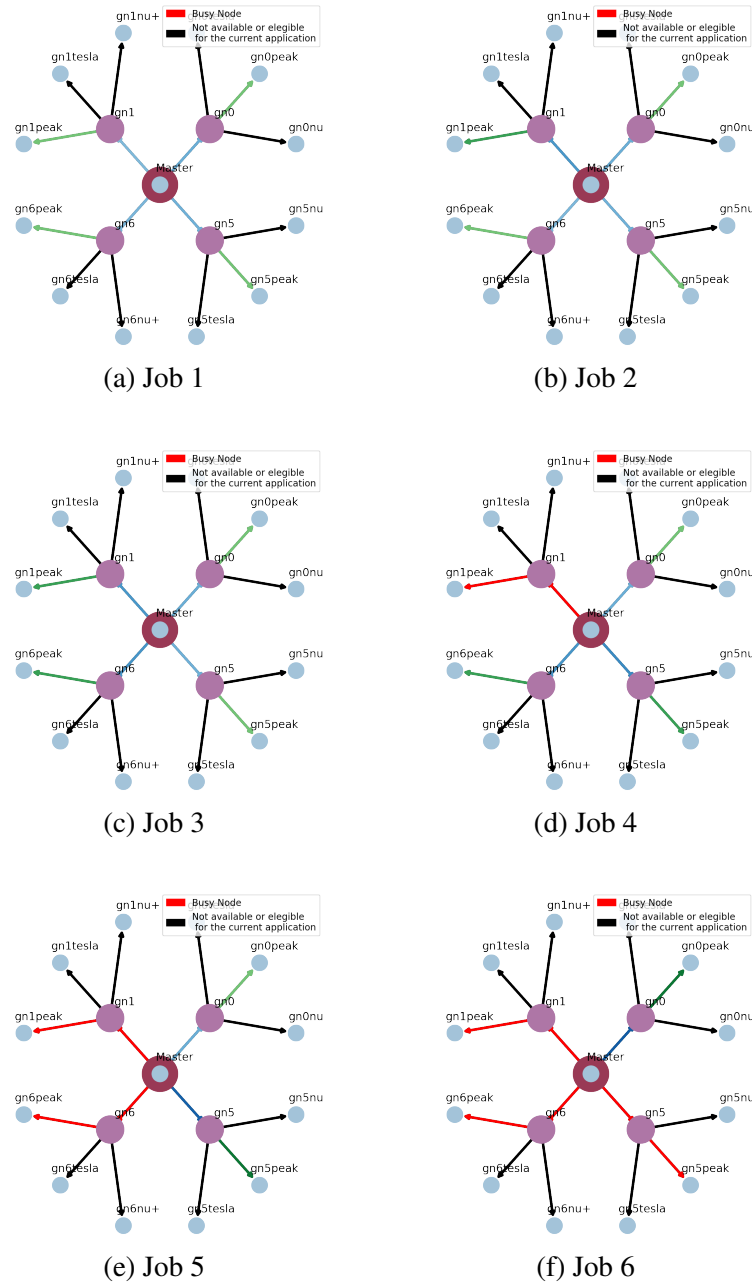 gn1nu+
Busy Node
Not available or elegible
for the current application
gn1tesla
gn0peak
gn1
gn0
gn1peak
gn0nu
Master
gn6peak
gn6
gn5
gn5nu
gn6tesla
gn5peak
gn6nu+
gn5tesla
(a) Job 1
gn1nu+
Busy Node
Not available or elegible
for the current application
gn1tesla
gn0peak
gn1
gn0
gn1peak
gn0nu
Master
gn6peak
gn6
gn5
gn5nu
gn6tesla
gn5peak
gn6nu+
gn5tesla
(b) Job 2
gn1nu+
Busy Node
Not available or elegible
for the current application
gn1tesla
gn0peak
gn1
gn0
gn1peak
gn0nu
Master
gn6peak
gn6
gn5
gn5nu
gn6tesla
gn5peak
gn6nu+
gn5tesla
(c) Job 3
gn1nu+
Busy Node
Not available or elegible
for the current application
gn1tesla
gn0peak
gn1
gn0
gn1peak
gn0nu
Master
gn6peak
gn6
gn5
gn5nu
gn6tesla
gn5peak
gn6nu+
gn5tesla
(d) Job 4
gn1nu+
Busy Node
Not available or elegible
for the current application
gn1tesla
gn0peak
gn1
gn0
gn1peak
gn0nu
Master
gn6peak
gn6
gn5
gn5nu
gn6tesla
gn5peak
gn6nu+
gn5tesla
(e) Job 5
gn1nu+
Busy Node
Not available or elegible
for the current application
gn1tesla
gn0peak
gn1
gn0
gn1peak
gn0nu
Master
gn6peak
gn6
gn5
gn5nu
gn6tesla
gn5peak
gn6nu+
gn5tesla
(f) Job 6